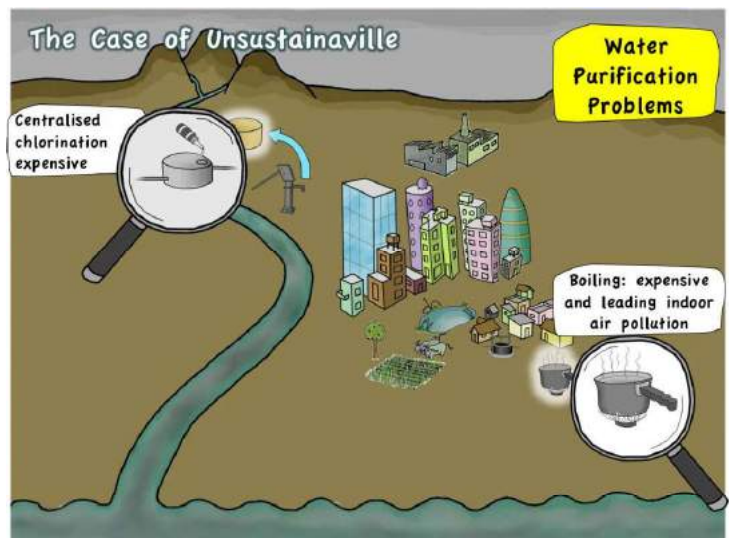 The Case of Unsustainaville
Water
Purification
Problems
Centralised
chlorination
expensive
Boiling: expensive
and leading indoor
air pollution